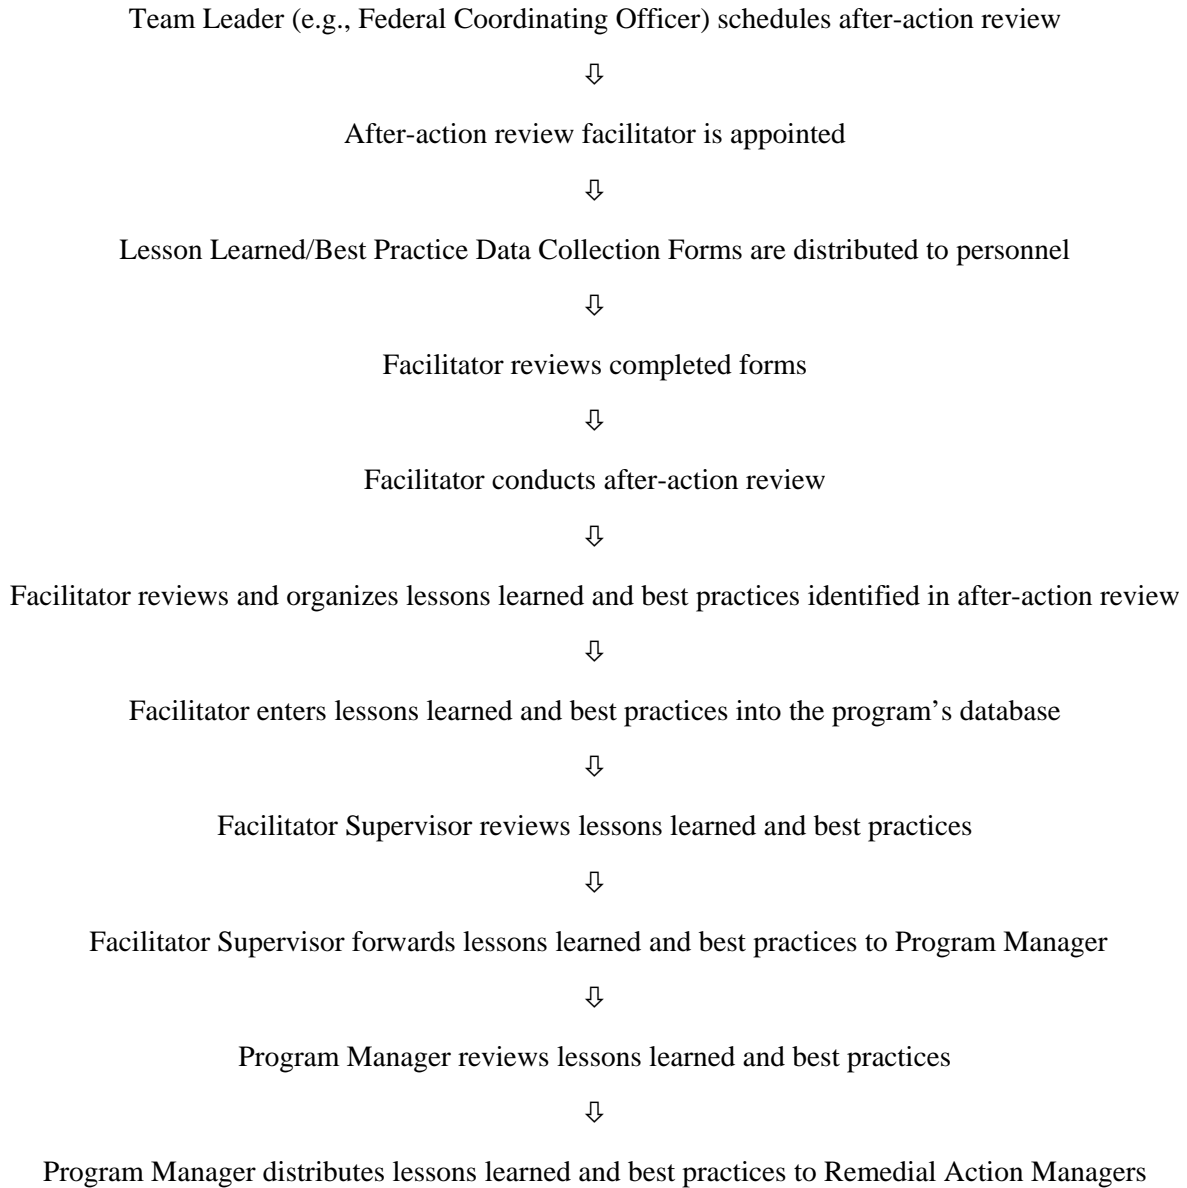 Team Leader (e.g., Federal Coordinating Officer) schedules after-action review
⇩
After-action review facilitator is appointed
⇩
Lesson Learned/Best Practice Data Collection Forms are distributed to personnel
⇩
Facilitator reviews completed forms
⇩
Facilitator conducts after-action review
⇩
Facilitator reviews and organizes lessons learned and best practices identified in after-action review
⇩
Facilitator enters lessons learned and best practices into the program’s database
⇩
Facilitator Supervisor reviews lessons learned and best practices
⇩
Facilitator Supervisor forwards lessons learned and best practices to Program Manager
⇩
Program Manager reviews lessons learned and best practices
⇩
Program Manager distributes lessons learned and best practices to Remedial Action Managers